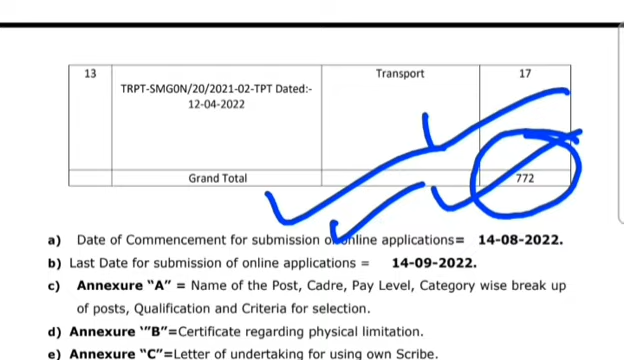 13
Transport
17
TRPT-SMG0N/20/2021-02-TPT Dated:-
12-04-2022
Grand Total
772
a) Date of Commencement for submission of online applications= 14-08-2022.
b) Last Date for submission of online applications = 14-09-2022.
c) Annexure “A” = Name of the Post, Cadre, Pay Level, Category wise break up
of posts, Qualification and Criteria for selection.
d) Annexure ‘”B”=Certificate regarding physical limitation.
e) Annexure “C”=Letter of undertaking for using own Scribe.